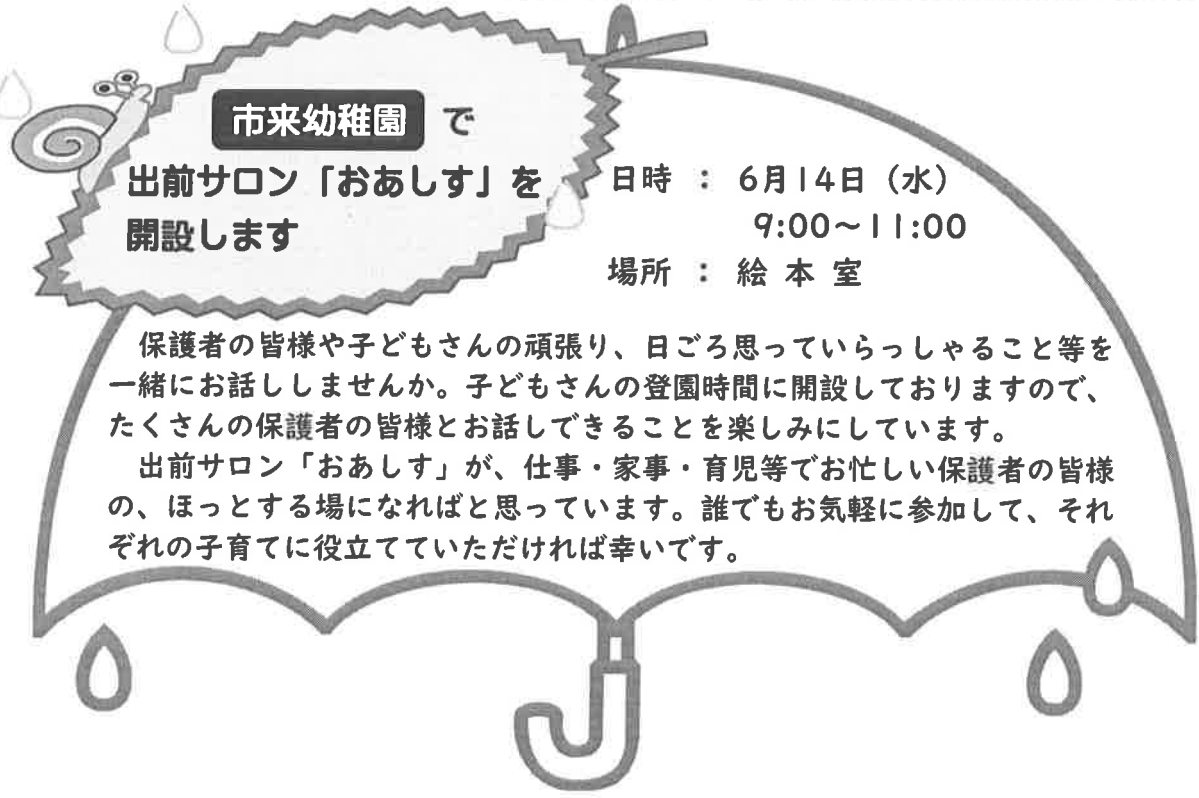 市来幼稚園 で
出前サロン「おあしす」を
開設します
日時 : 6月14日(水)
9:00~11:00
場所 : 絵 本 室
保護者の皆様や子どもさんの頑張り、日ごろ思っていらっしゃること等を
一緒にお話ししませんか。子どもさんの登園時間に開設しておりますので、
たくさんの保護者の皆様とお話しできることを楽しみにしています。
出前サロン「おあしす」が、仕事・家事・育児等でお忙しい保護者の皆様
の、ほっとする場になればと思っています。誰でもお気軽に参加して、それ
ぞれの子育てに役立てていただければ幸いです。